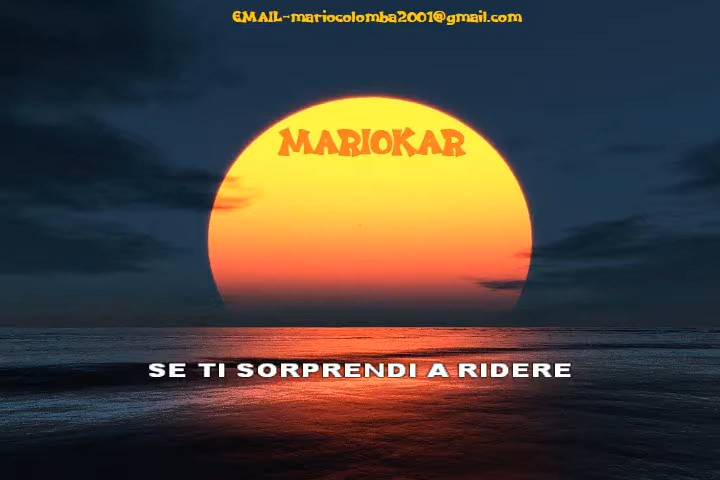 EMAIL-mariocolomba2001@gmail.com
MARIOKAR
SE TI SORPRENDI A RIDERE